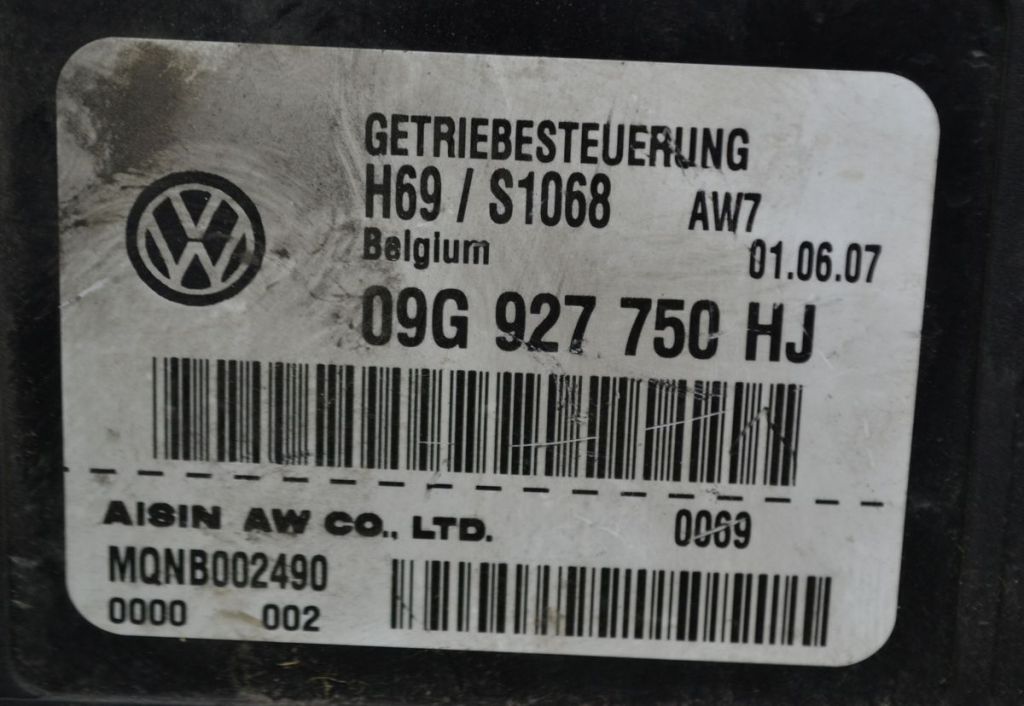 GETRIEBESTEUERUNG
H69 / S1068 AW7
Belgium 01.06.07
09G 927 750 HJ
AISIN AW CO., LTD. 0069
MQNB002490
0000 002